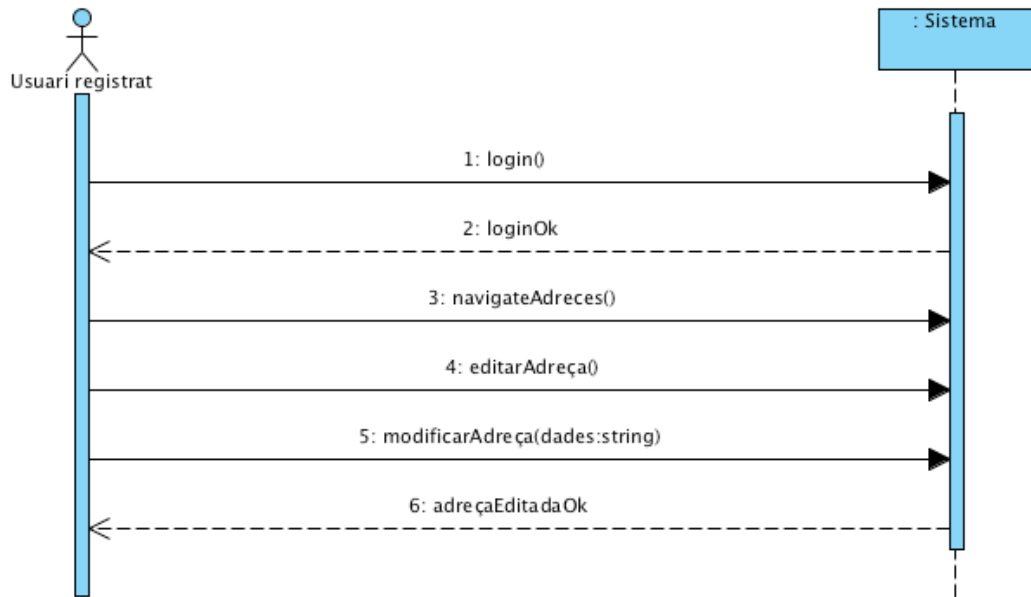 : Sistema
Usuari registrat
1: login()
2: loginOk
3: navigateAdreces()
4: editarAdreça()
5: modificarAdreça(dades:string)
6: adreçaEditadaOk